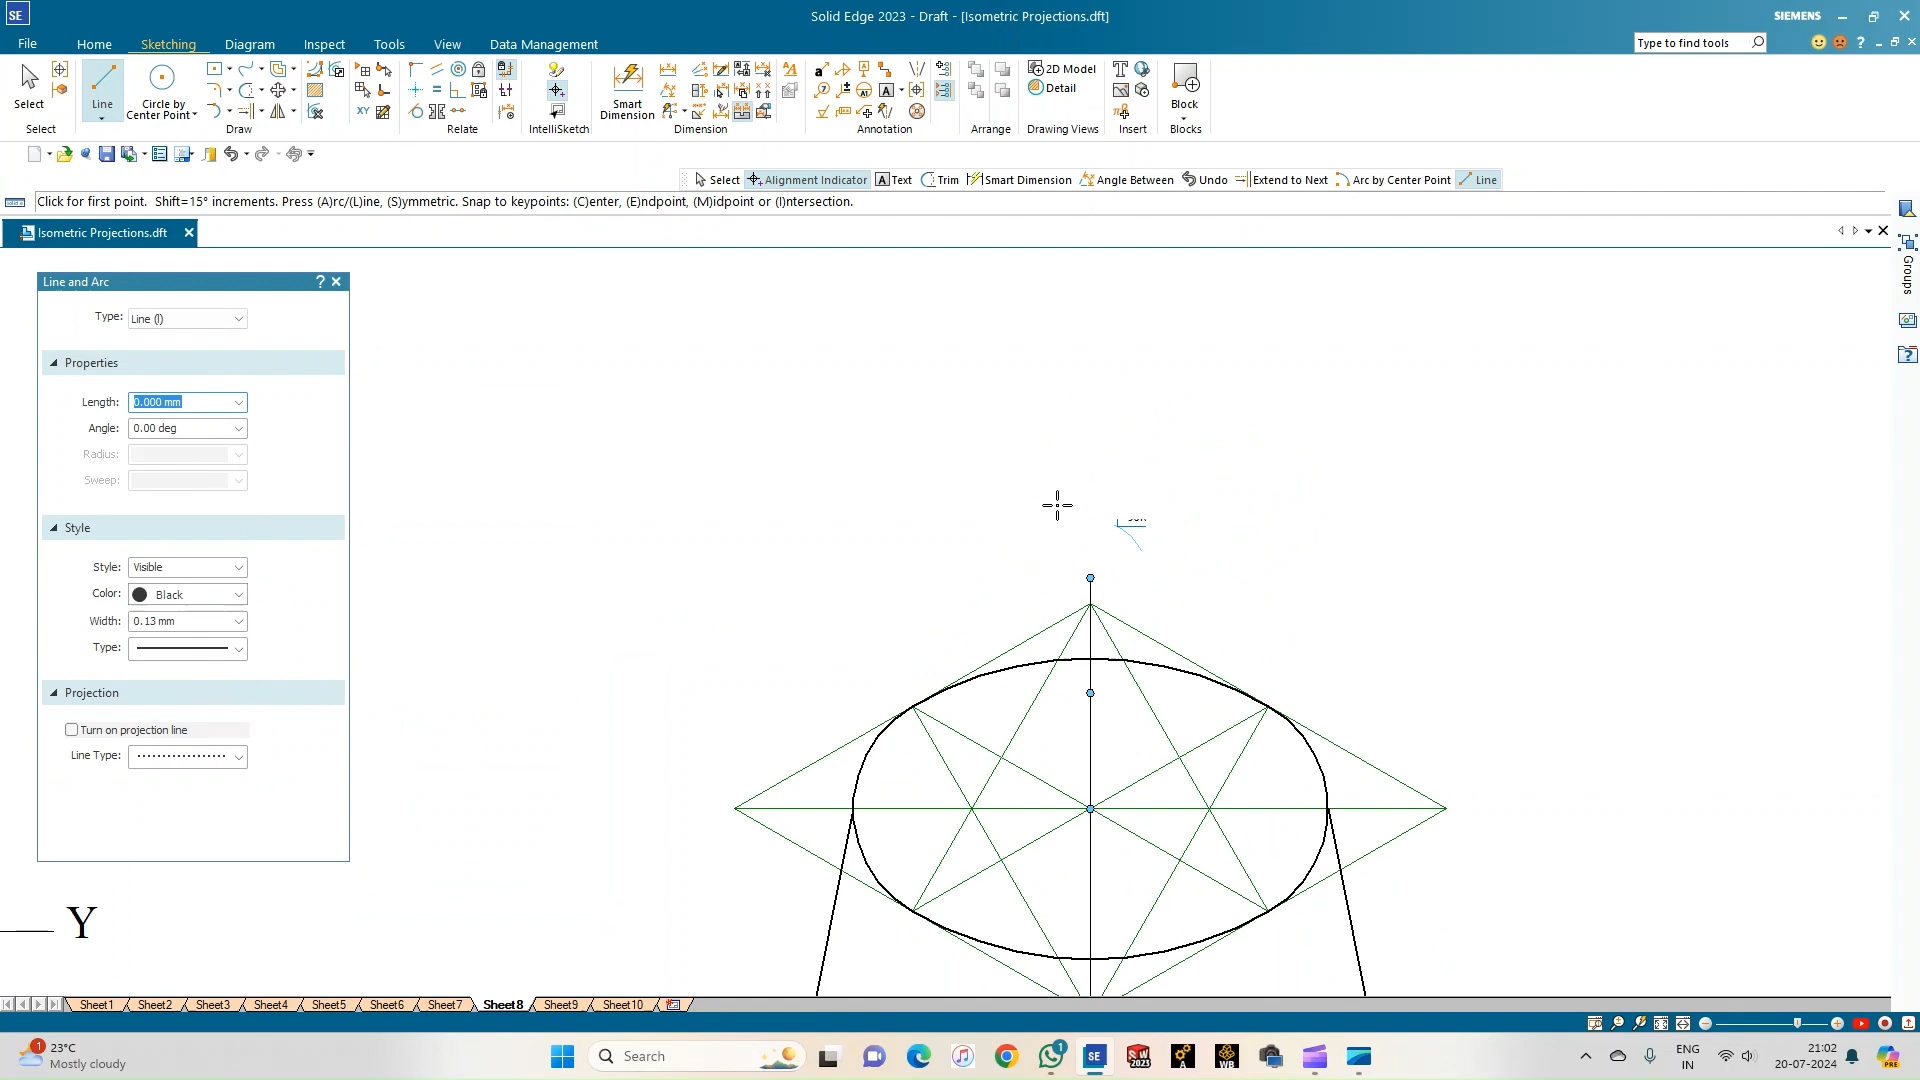 SE
Solid Edge 2023 - Draft - [Isometric Projections.dft]
SIEMENS
File Home Sketching Diagram Inspect Tools View Data Management
Type to find tools
Select
Line
Circle by
Center Point
Smart
Dimension
2D Model
Detail
Block
Select Draw Relate IntelliSketch Dimension Annotation Arrange Drawing Views Insert Blocks
Select Alignment Indicator Text Trim Smart Dimension Angle Between Undo Extend to Next Arc by Center Point Line
Click for first point. Shift=15° increments. Press (A)rc/(L)ine, (S)ymmetric. Snap to keypoints: (C)enter, (E)ndpoint, (M)idpoint or (I)ntersection.
Isometric Projections.dft
Groups
Line and Arc
Type: Line (l)
Properties
Length: 0.000 mm
Angle: 0.00 deg
Radius:
Sweep:
Style
Style: Visible
Color: Black
Width: 0.13 mm
Type:
Projection
Turn on projection line
Line Type:
Y
Sheet1 Sheet2 Sheet3 Sheet4 Sheet5 Sheet6 Sheet7 Sheet8 Sheet9 Sheet10
1
23°C
Mostly cloudy
Search
1
SE
2023
A
WB
ENG
IN
21:02
20-07-2024
PRE